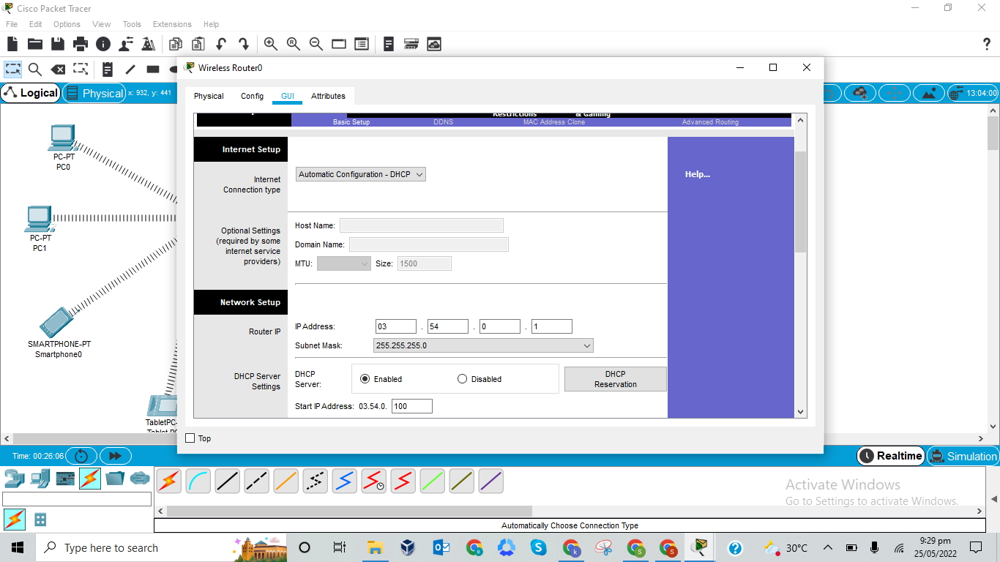 Cisco Packet Tracer
File Edit Options View Tools Extensions Help
?
Wireless Router0
Logical Physical x: 932, y: 441 13:04:00
Physical Config GUI Attributes
Restrictions & Gaming
Basic Setup DDNS MAC Address Clone Advanced Routing
Internet Setup
Help...
Internet
Connection type
Automatic Configuration - DHCP
Optional Settings
(required by some
internet service
providers)
Host Name:
Domain Name:
MTU: Size: 1500
Network Setup
Router IP
IP Address: 03 . 54 . 0 . 1
Subnet Mask: 255.255.255.0
DHCP Server
Settings
DHCP
Server:
Enabled Disabled
DHCP
Reservation
Start IP Address: 03.54.0. 100
Top
PC-PT
PC0
PC-PT
PC1
SMARTPHONE-PT
Smartphone0
TabletPC-
Time: 00:26:06
Realtime Simulation
Activate Windows
Go to Settings to activate Windows.
Automatically Choose Connection Type
Type here to search
30°C
9:29 pm
25/05/2022